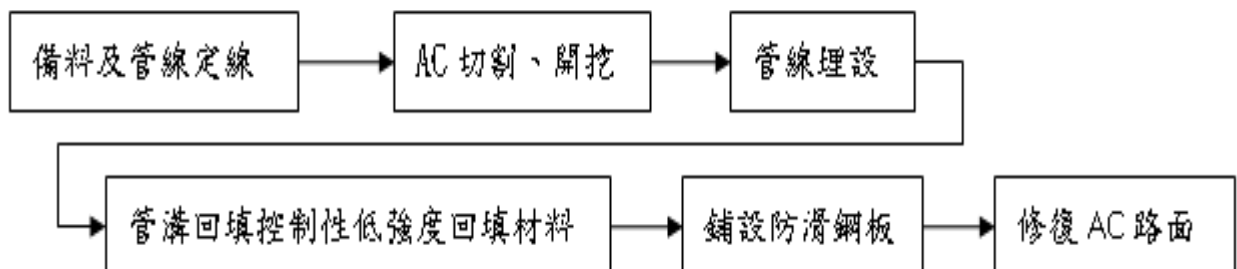 備料及管線定線
AC 切割、開挖
管線埋設
管溝回填控制性低強度回填材料
鋪設防滑鋼板
修復 AC 路面